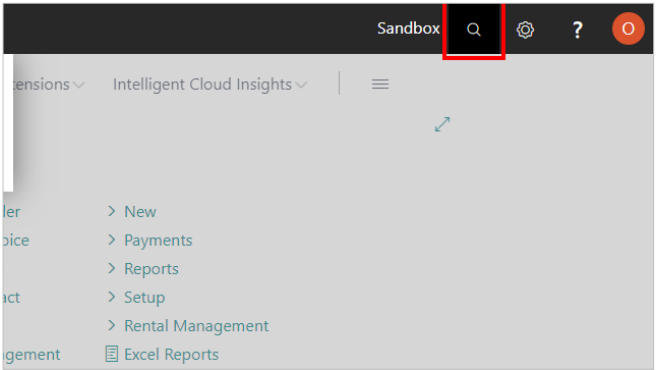 Sandbox ? O
tensions Intelligent Cloud Insights
ler > New
oice > Payments
> Reports
act > Setup
> Rental Management
agement Excel Reports